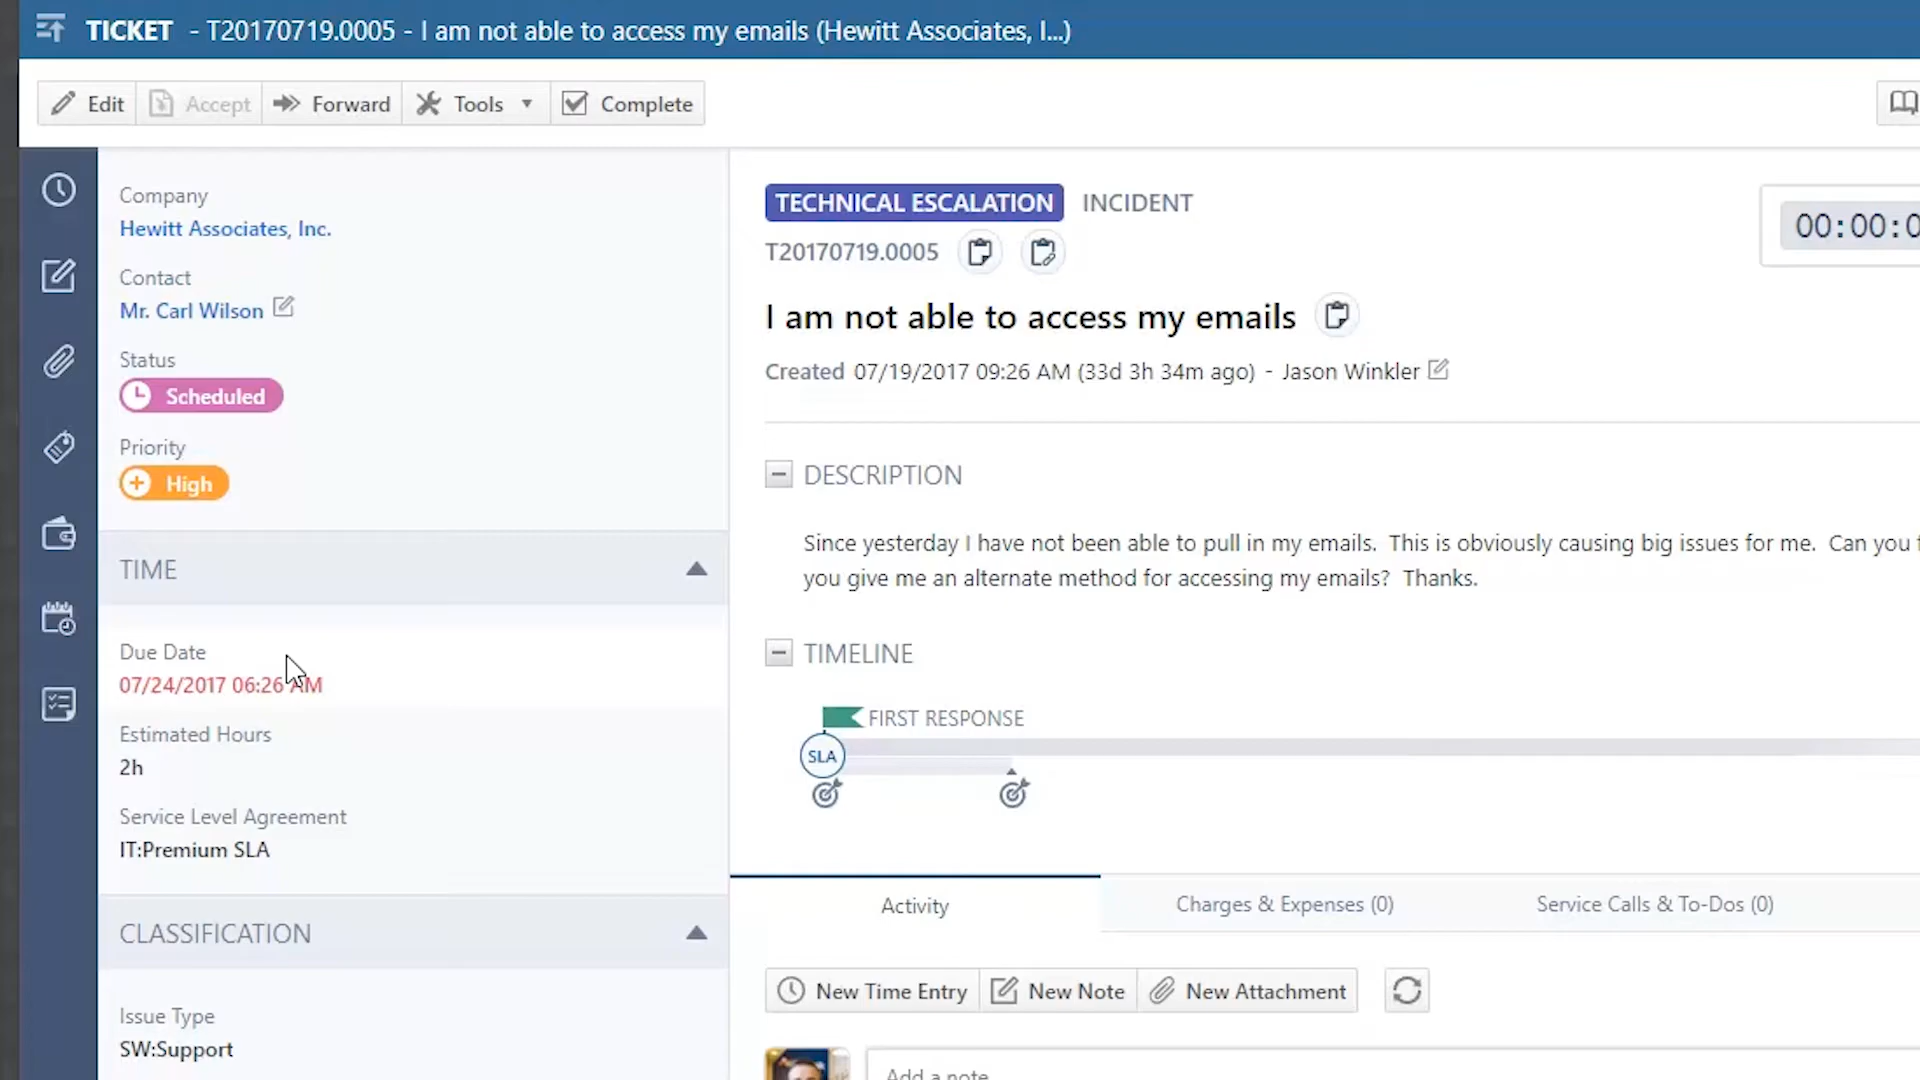 TICKET - T20170719.0005 - I am not able to access my emails (Hewitt Associates, I...)
Edit Accept Forward Tools Complete
Company
Hewitt Associates, Inc.
Contact
Mr. Carl Wilson
Status
Scheduled
Priority
High
TIME
Due Date
07/24/2017 06:26 AM
Estimated Hours
2h
Service Level Agreement
IT:Premium SLA
CLASSIFICATION
Issue Type
SW:Support
TECHNICAL ESCALATION INCIDENT
00:00:0
T20170719.0005
I am not able to access my emails
Created 07/19/2017 09:26 AM (33d 3h 34m ago) - Jason Winkler
DESCRIPTION
Since yesterday I have not been able to pull in my emails. This is obviously causing big issues for me. Can you
you give me an alternate method for accessing my emails? Thanks.
TIMELINE
FIRST RESPONSE
SLA
Activity Charges & Expenses (0) Service Calls & To-Dos (0)
New Time Entry New Note New Attachment
Add a note